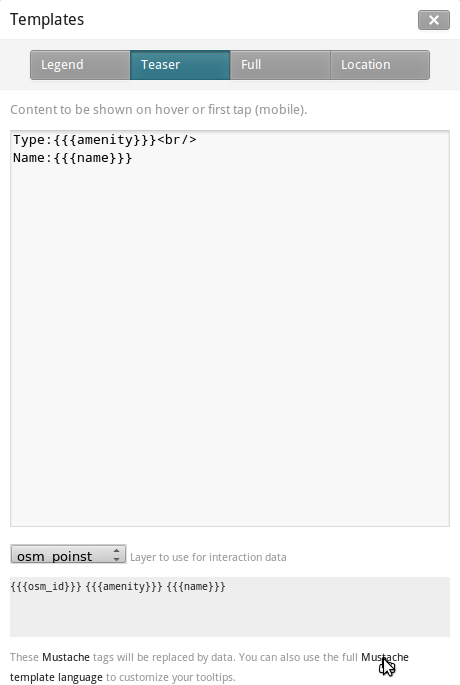 Templates
Legend Teaser Full Location
Content to be shown on hover or first tap (mobile).
Type:{{{amenity}}}<br/>
Name:{{{name}}}
osm_poinst Layer to use for interaction data
{{{osm_id}}} {{{amenity}}} {{{name}}}
These Mustache tags will be replaced by data. You can also use the full Mustache
template language to customize your tooltips.